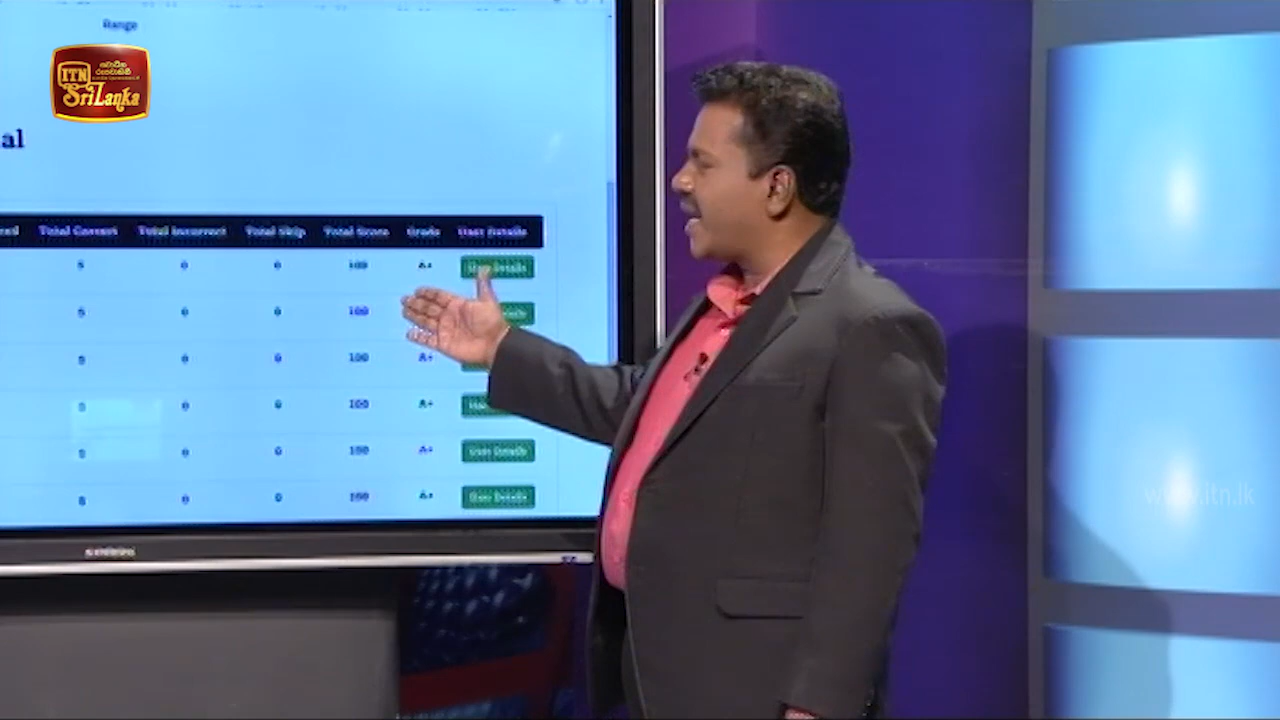 Range
ITN
SriLanka
al
Total Correct Total Incorrect Total Skip Total Score Grade User Details
5 0 0 100 A+ User Details
5 0 0 100
5 0 0 100 A+
5 0 0 100 A+
5 0 0 100 A+ User Details
5 0 0 100 A+ User Details
www.itn.lk